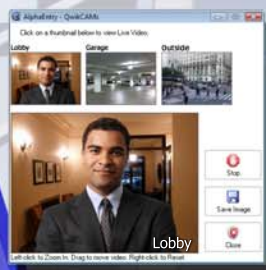 AlphaEntry - QwikCAMs
Click on a thumbnail below to view Live Video.
Lobby Garage Outside
Lobby
Stop
Save Image
Close
Left-click to Zoom In. Drag to move video. Right-click to Reset